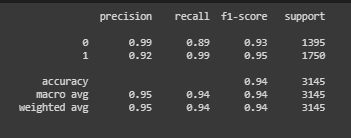 precision recall f1-score support
0 0.99 0.89 0.93 1395
1 0.92 0.99 0.95 1750
accuracy 0.94 3145
macro avg 0.95 0.94 0.94 3145
weighted avg 0.95 0.94 0.94 3145